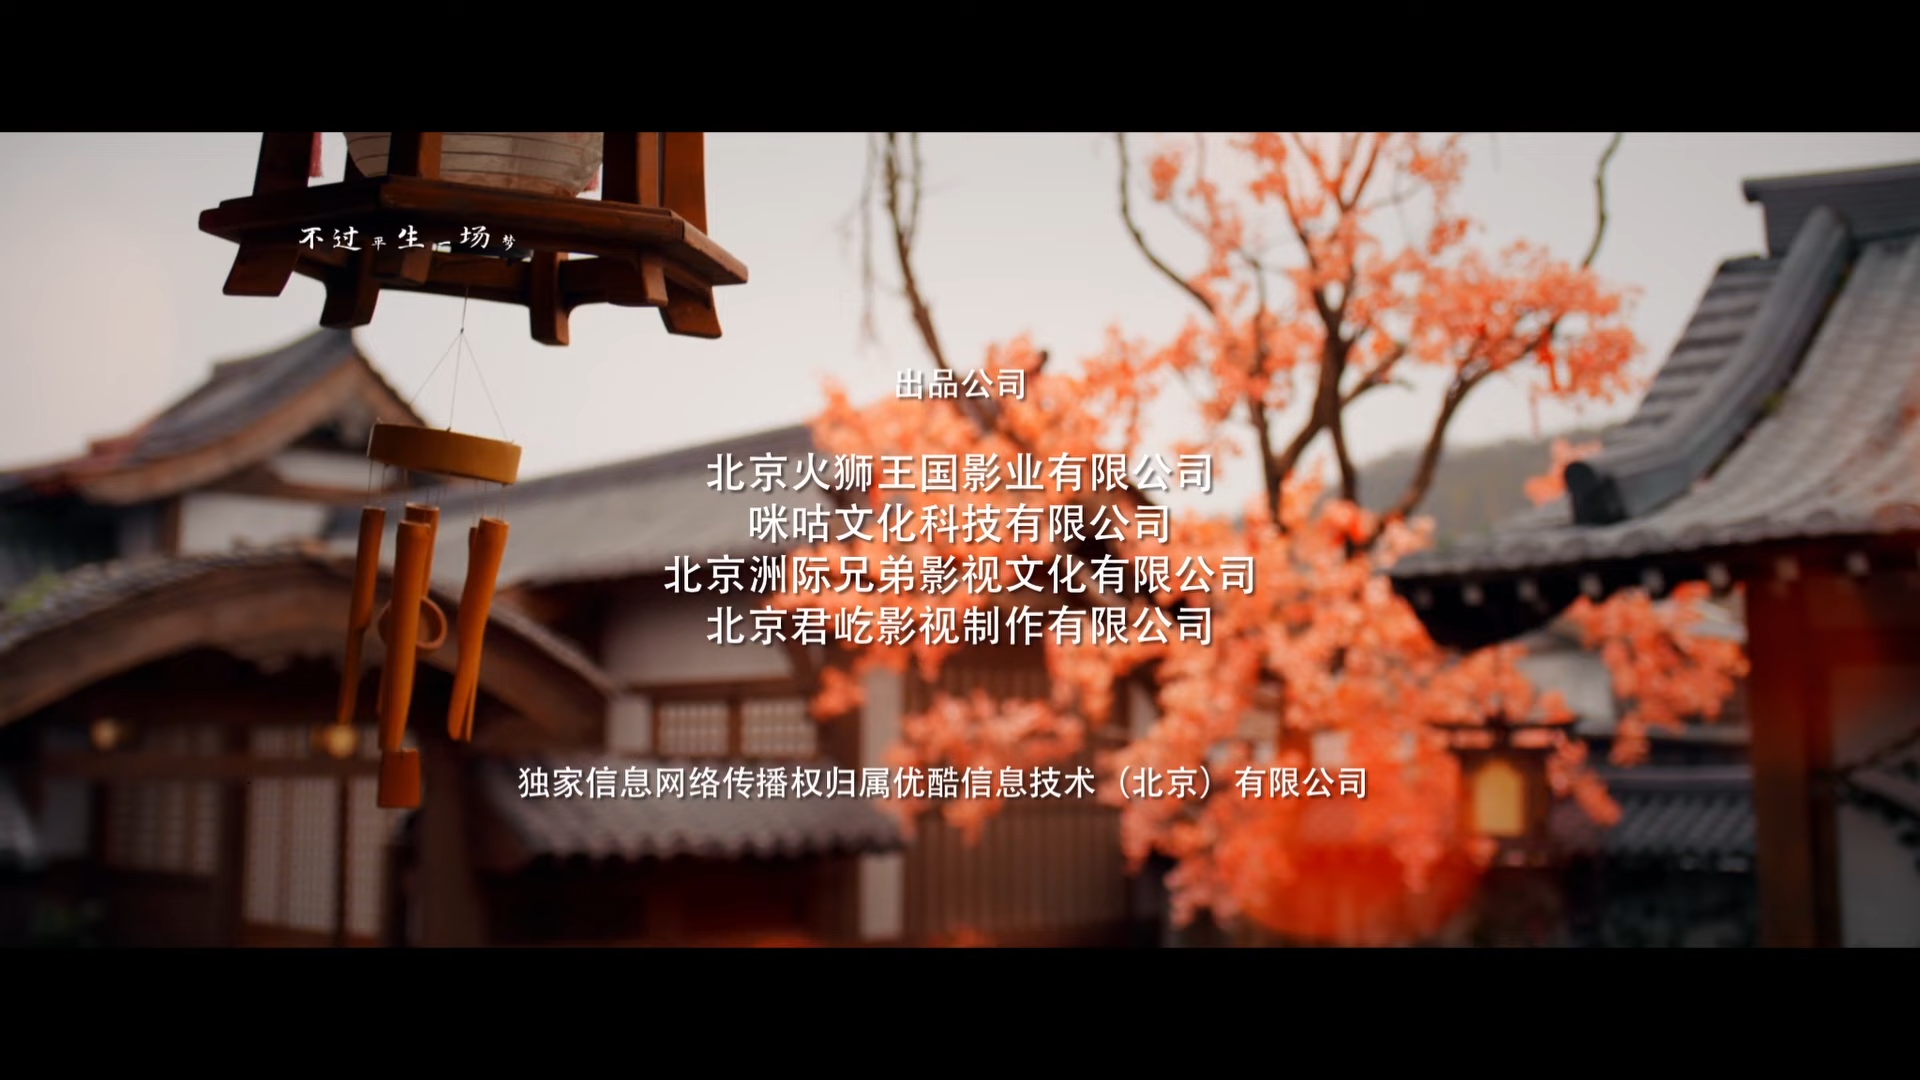 不过平生一场梦
出品公司
北京火狮王国影业有限公司
咪咕文化科技有限公司
北京洲际兄弟影视文化有限公司
北京君屹影视制作有限公司
独家信息网络传播权归属优酷信息技术（北京）有限公司